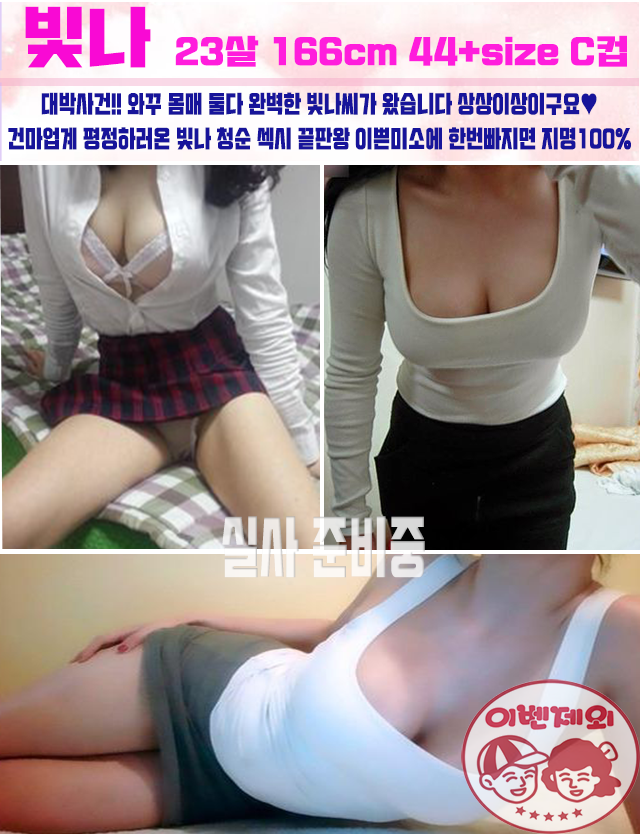 빛나 23살 166cm 44+size C컵
대박사건!! 와꾸 몸매 둘다 완벽한 빛나씨가 왔습니다 상상이상이구요♥
건마업계 평정하러온 빛나 청순 섹시 끝판왕 이쁜미소에 한번빠지면 지명100%
실사 준비중
이벤제외